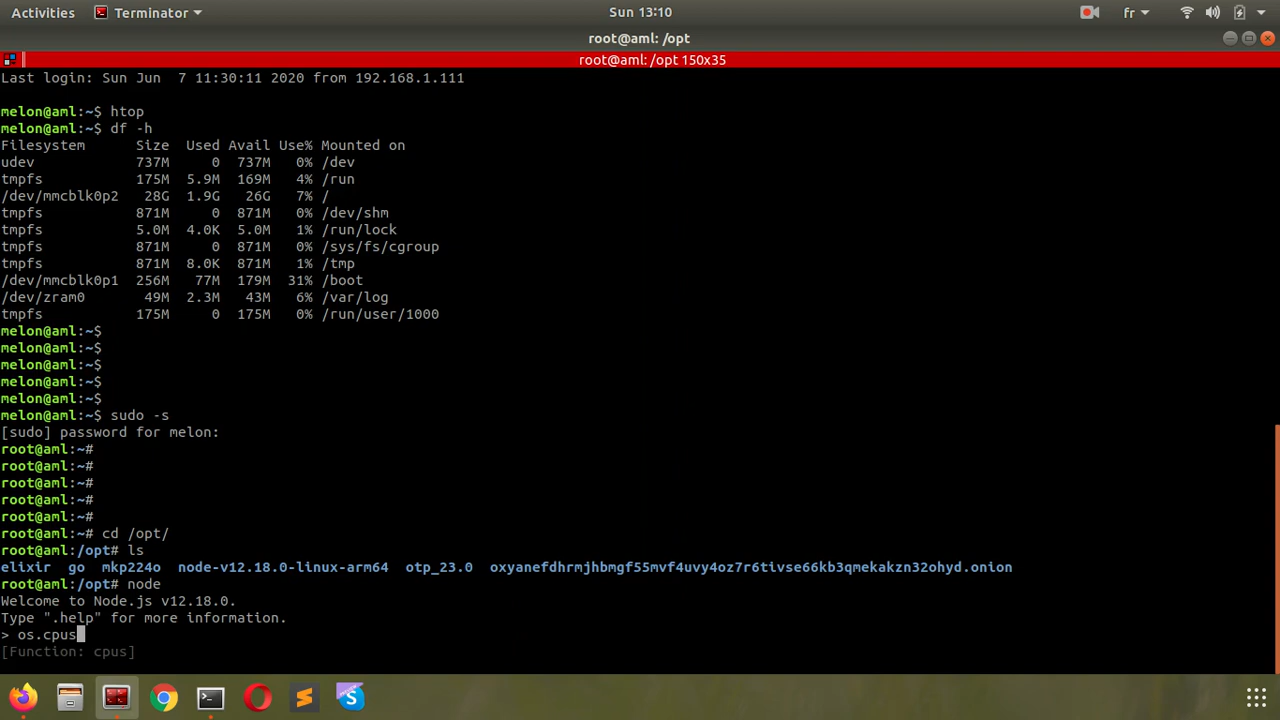 Activities Terminator Sun 13:10 fr
root@aml: /opt
root@aml: /opt 150x35
Last login: Sun Jun  7 11:30:11 2020 from 192.168.1.111
melon@aml:~$ htop
melon@aml:~$ df -h
Filesystem      Size  Used Avail Use% Mounted on
udev            737M     0  737M   0% /dev
tmpfs           175M  5.9M  169M   4% /run
/dev/mmcblk0p2   28G  1.9G   26G   7% /
tmpfs           871M     0  871M   0% /dev/shm
tmpfs           5.0M  4.0K  5.0M   1% /run/lock
tmpfs           871M     0  871M   0% /sys/fs/cgroup
tmpfs           871M  8.0K  871M   1% /tmp
/dev/mmcblk0p1  256M   77M  179M  31% /boot
/dev/zram0       49M  2.3M   43M   6% /var/log
tmpfs           175M     0  175M   0% /run/user/1000
melon@aml:~$
melon@aml:~$
melon@aml:~$
melon@aml:~$
melon@aml:~$
melon@aml:~$ sudo -s
[sudo] password for melon:
root@aml:~#
root@aml:~#
root@aml:~#
root@aml:~#
root@aml:~#
root@aml:~# cd /opt/
root@aml:/opt# ls
elixir  go  mkp224o  node-v12.18.0-linux-arm64  otp_23.0  oxyanefdhrmjhbmgf55mvf4uvy4oz7r6tivse66kb3qmekakzn32ohyd.onion
root@aml:/opt# node
Welcome to Node.js v12.18.0.
Type ".help" for more information.
> os.cpus
[Function: cpus]